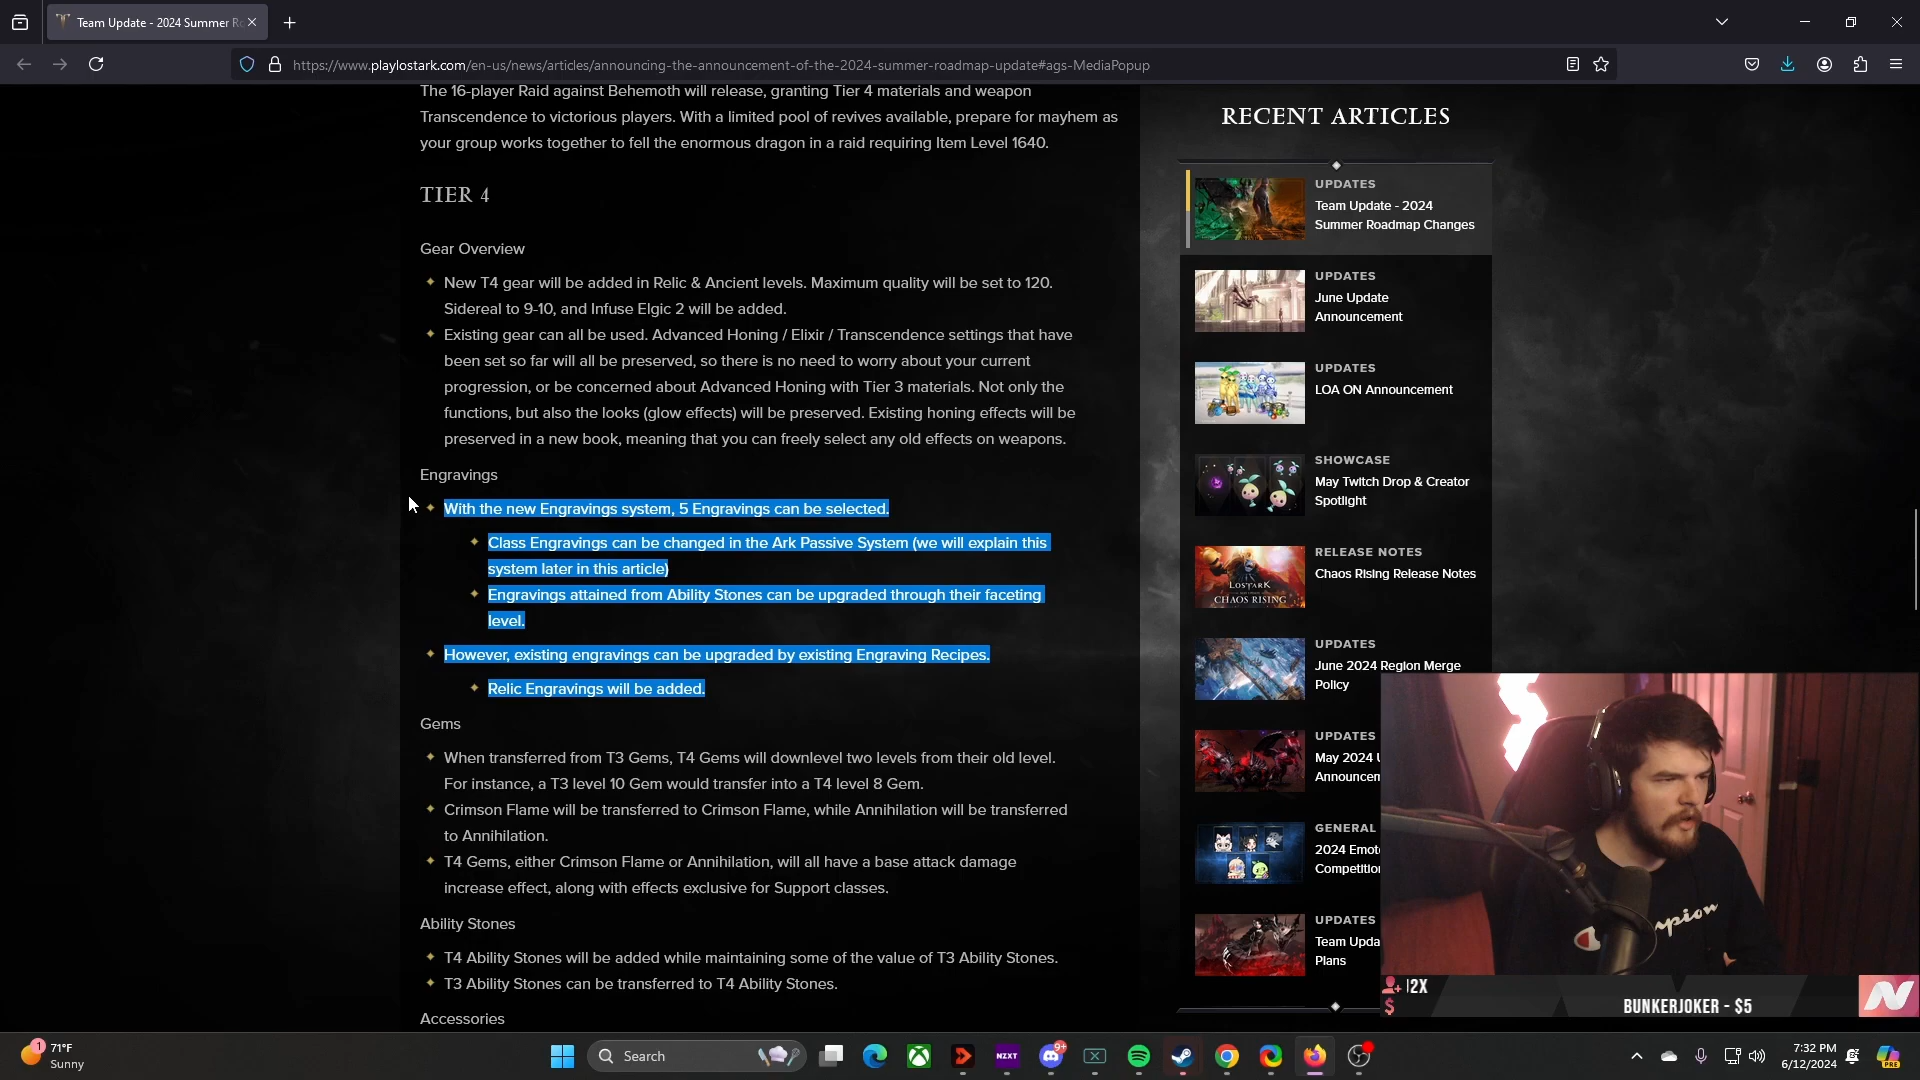 Team Update - 2024 Summer Ro
https://www.playlostark.com/en-us/news/articles/announcing-the-announcement-of-the-2024-summer-roadmap-update#ags-MediaPopup
The 16-player Raid against Behemoth will release, granting Tier 4 materials and weapon
Transcendence to victorious players. With a limited pool of revives available, prepare for mayhem as
your group works together to fell the enormous dragon in a raid requiring Item Level 1640.
TIER 4
Gear Overview
New T4 gear will be added in Relic & Ancient levels. Maximum quality will be set to 120.
Sidereal to 9-10, and Infuse Elgic 2 will be added.
Existing gear can all be used. Advanced Honing / Elixir / Transcendence settings that have
been set so far will all be preserved, so there is no need to worry about your current
progression, or be concerned about Advanced Honing with Tier 3 materials. Not only the
functions, but also the looks (glow effects) will be preserved. Existing honing effects will be
preserved in a new book, meaning that you can freely select any old effects on weapons.
Engravings
With the new Engravings system, 5 Engravings can be selected.
Class Engravings can be changed in the Ark Passive System (we will explain this
system later in this article)
Engravings attained from Ability Stones can be upgraded through their faceting
level.
However, existing engravings can be upgraded by existing Engraving Recipes.
Relic Engravings will be added.
Gems
When transferred from T3 Gems, T4 Gems will downlevel two levels from their old level.
For instance, a T3 level 10 Gem would transfer into a T4 level 8 Gem.
Crimson Flame will be transferred to Crimson Flame, while Annihilation will be transferred
to Annihilation.
T4 Gems, either Crimson Flame or Annihilation, will all have a base attack damage
increase effect, along with effects exclusive for Support classes.
Ability Stones
T4 Ability Stones will be added while maintaining some of the value of T3 Ability Stones.
T3 Ability Stones can be transferred to T4 Ability Stones.
Accessories
RECENT ARTICLES
UPDATES
Team Update - 2024
Summer Roadmap Changes
UPDATES
June Update
Announcement
UPDATES
LOA ON Announcement
SHOWCASE
May Twitch Drop & Creator
Spotlight
RELEASE NOTES
Chaos Rising Release Notes
LOST ARK
CHAOS RISING
UPDATES
June 2024 Region Merge
Policy
UPDATES
May 2024 U
Announcem
GENERAL
2024 Emot
Competitio
UPDATES
Team Upda
Plans
mpion
12X
$
BUNKERJOKER - $5
1
71°F
Sunny
Search
NZXT
9+
7:32 PM
6/12/2024
PRE